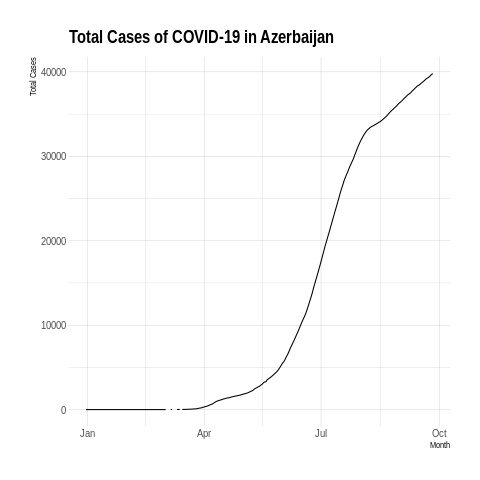 Total Cases of COVID-19 in Azerbaijan
Total Cases
40000
30000
20000
10000
0
Jan Apr Jul Oct
Month